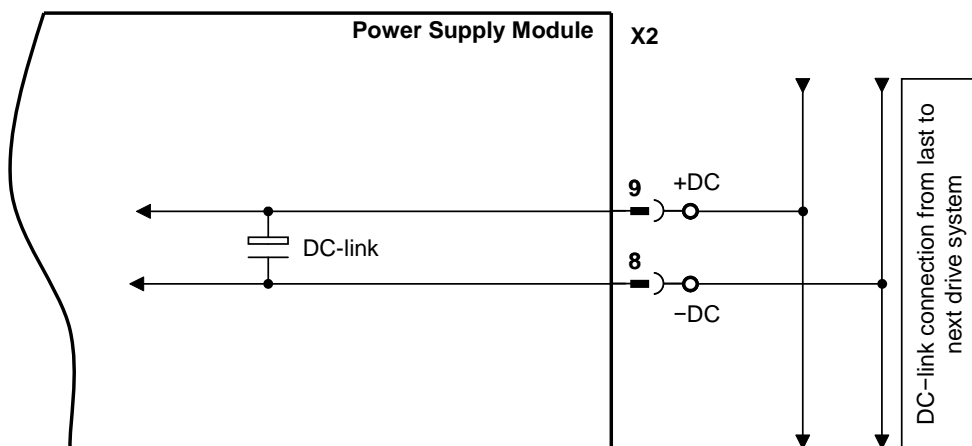 Power Supply Module
X2
9
+DC
DC-link
8
−DC
DC−link connection from last to
next drive system